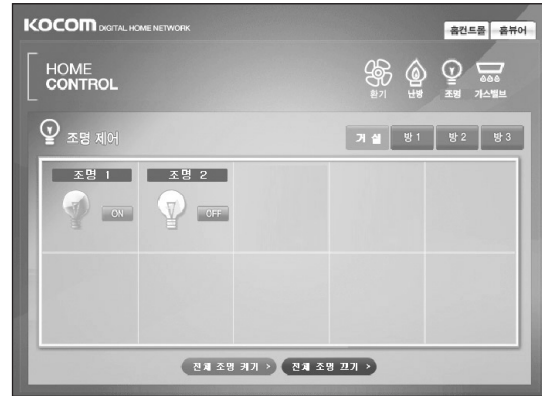 KOCOM DIGITAL HOME NETWORK
홈컨트롤 홈뷰어
HOME
CONTROL
환기 난방 조명 가스밸브
조명 제어
거 실 방 1 방 2 방 3
조명 1 조명 2
ON OFF
전체 조명 켜기 > 전체 조명 끄기 >